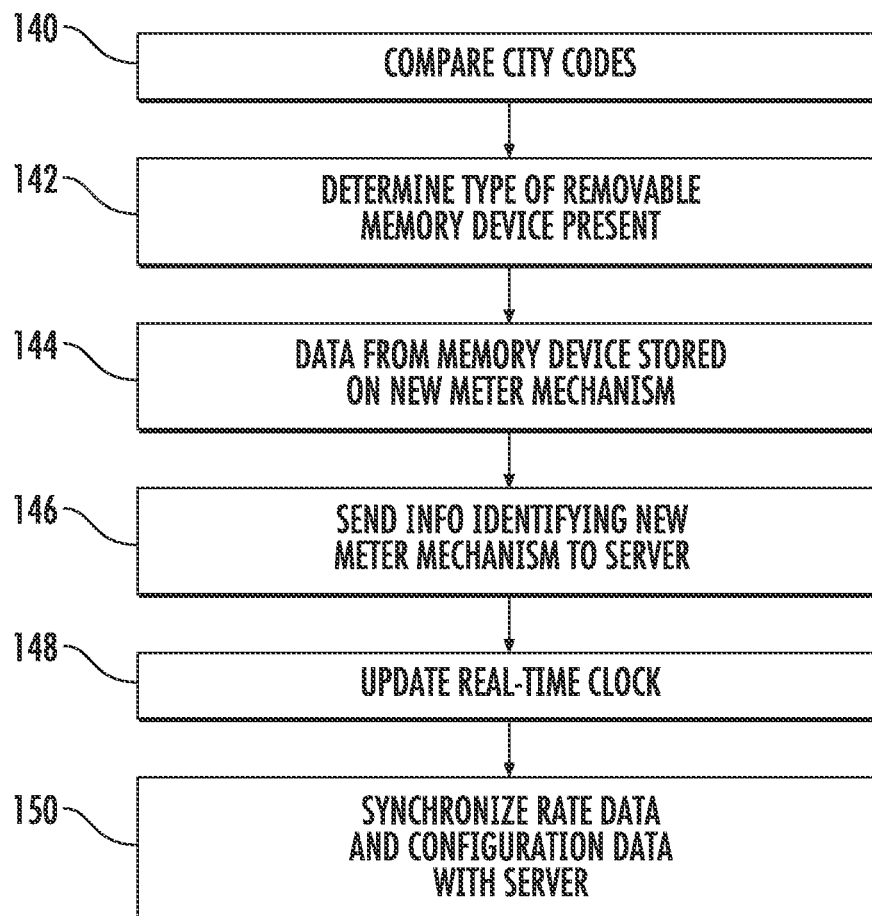 140
COMPARE CITY CODES
142
DETERMINE TYPE OF REMOVABLE
MEMORY DEVICE PRESENT
144
DATA FROM MEMORY DEVICE STORED
ON NEW METER MECHANISM
146
SEND INFO IDENTIFYING NEW
METER MECHANISM TO SERVER
148
UPDATE REAL-TIME CLOCK
150
SYNCHRONIZE RATE DATA
AND CONFIGURATION DATA
WITH SERVER